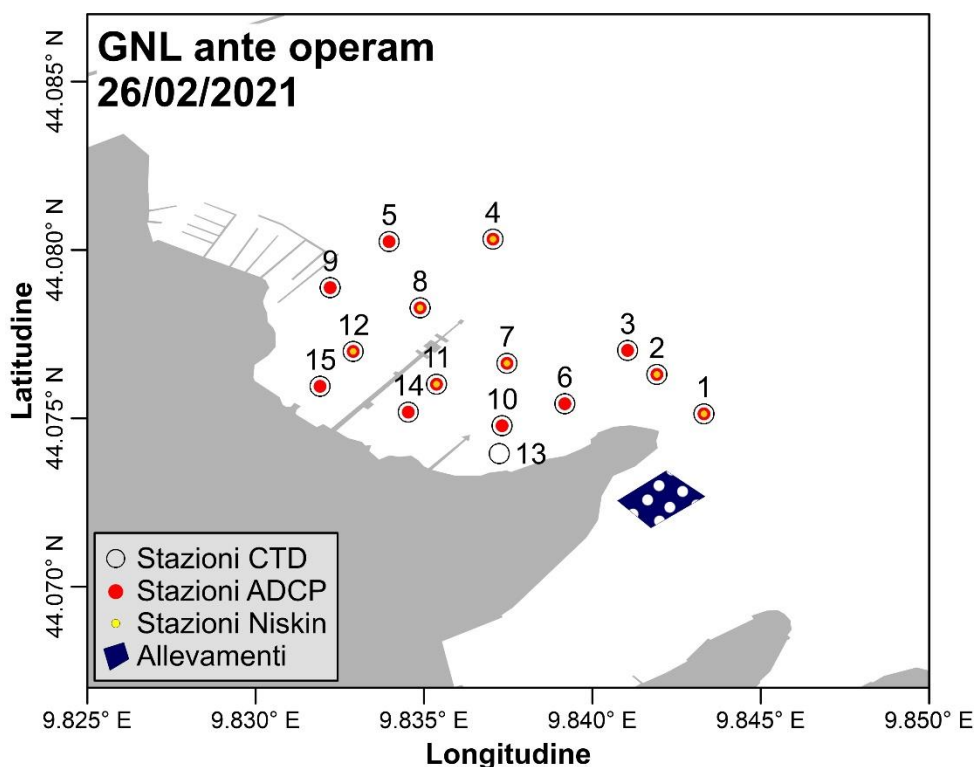 GNL ante operam
26/02/2021
44.085° N
44.080° N
44.075° N
44.070° N
Latitudine
5
4
9
8
12
7
3
2
15
11
1
14
10
6
13
Stazioni CTD
Stazioni ADCP
Stazioni Niskin
Allevamenti
9.825° E
9.830° E
9.835° E
9.840° E
9.845° E
9.850° E
Longitudine